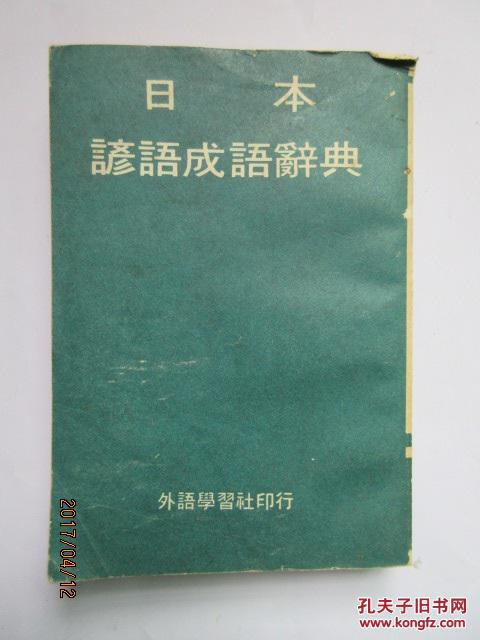 日 本
諺語成語辭典
外語學習社印行
2017/04/12
孔夫子旧书网
www.kongfz.com